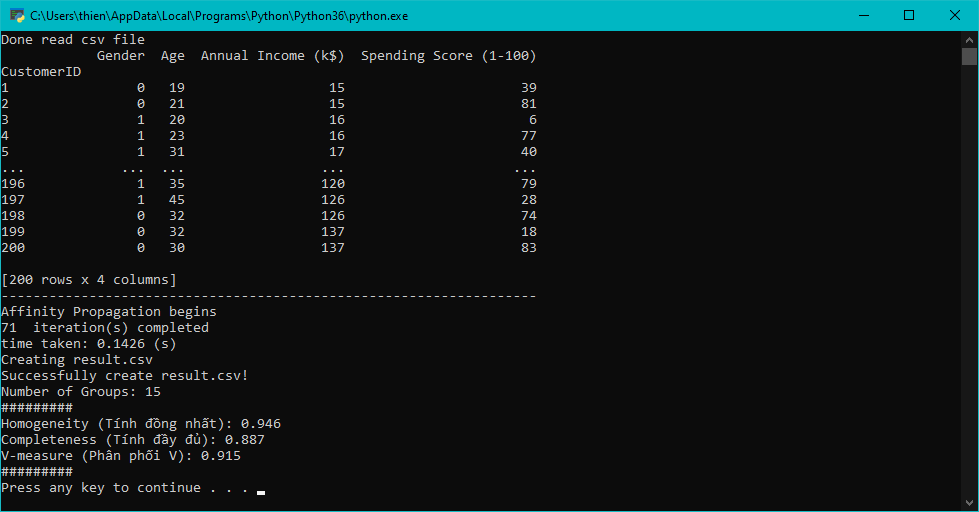 C:\Users\thien\AppData\Local\Programs\Python\Python36\python.exe
Done read csv file
            Gender  Age  Annual Income (k$)  Spending Score (1-100)
CustomerID
1                0   19                  15                      39
2                0   21                  15                      81
3                1   20                  16                       6
4                1   23                  16                      77
5                1   31                  17                      40
...            ...  ...                 ...                     ...
196              1   35                 120                      79
197              1   45                 126                      28
198              0   32                 126                      74
199              0   32                 137                      18
200              0   30                 137                      83
[200 rows x 4 columns]
-------------------------------------------------------------------
Affinity Propagation begins
71  iteration(s) completed
time taken: 0.1426 (s)
Creating result.csv
Successfully create result.csv!
Number of Groups: 15
#########
Homogeneity (Tính đồng nhất): 0.946
Completeness (Tính đầy đủ): 0.887
V-measure (Phân phối V): 0.915
#########
Press any key to continue . . .